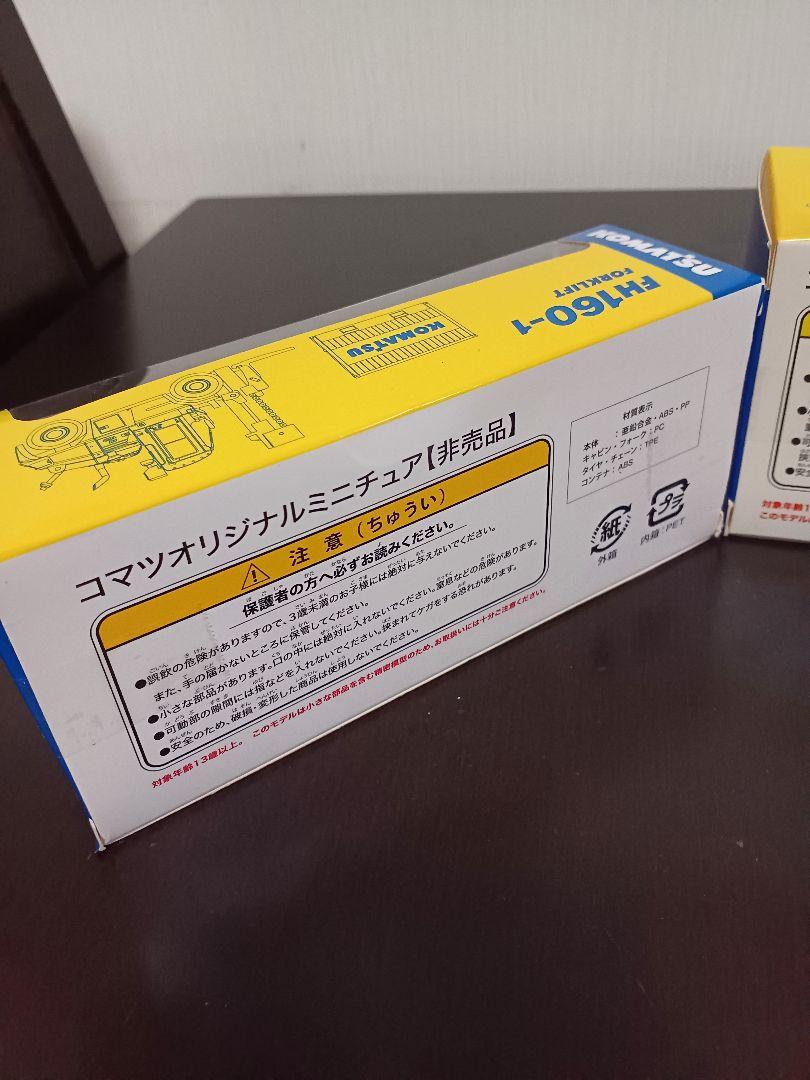 KOMATSU
FH160-1
FORKLIFT
KOMATSU
コマツオリジナルミニチュア【非売品】
注意(ちゅうい)
保護者の方へ必ずお読みください。
●誤飲の危険がありますので、3歳未満のお子様には絶対に与えないでください。
また、手の届かないところに保管してください。
●小さな部品があります。口の中には絶対に入れないでください。窒息などの危険があります。
●可動部の隙間には指などを入れないでください。挟まれてケガをする恐れがあります。
●安全のため、破損・変形した商品は使用しないでください。
対象年齢13歳以上。 このモデルは小さな部品を含む精密模型のため、お取扱いには十分ご注意ください。
材質表示
本体 :亜鉛合金・ABS・PP
キャビン・フォーク:PC
タイヤ・チェーン:TPE
コンテナ:ABS
紙
外箱
プラ
内箱:PET
対象年齢1
このモデルは